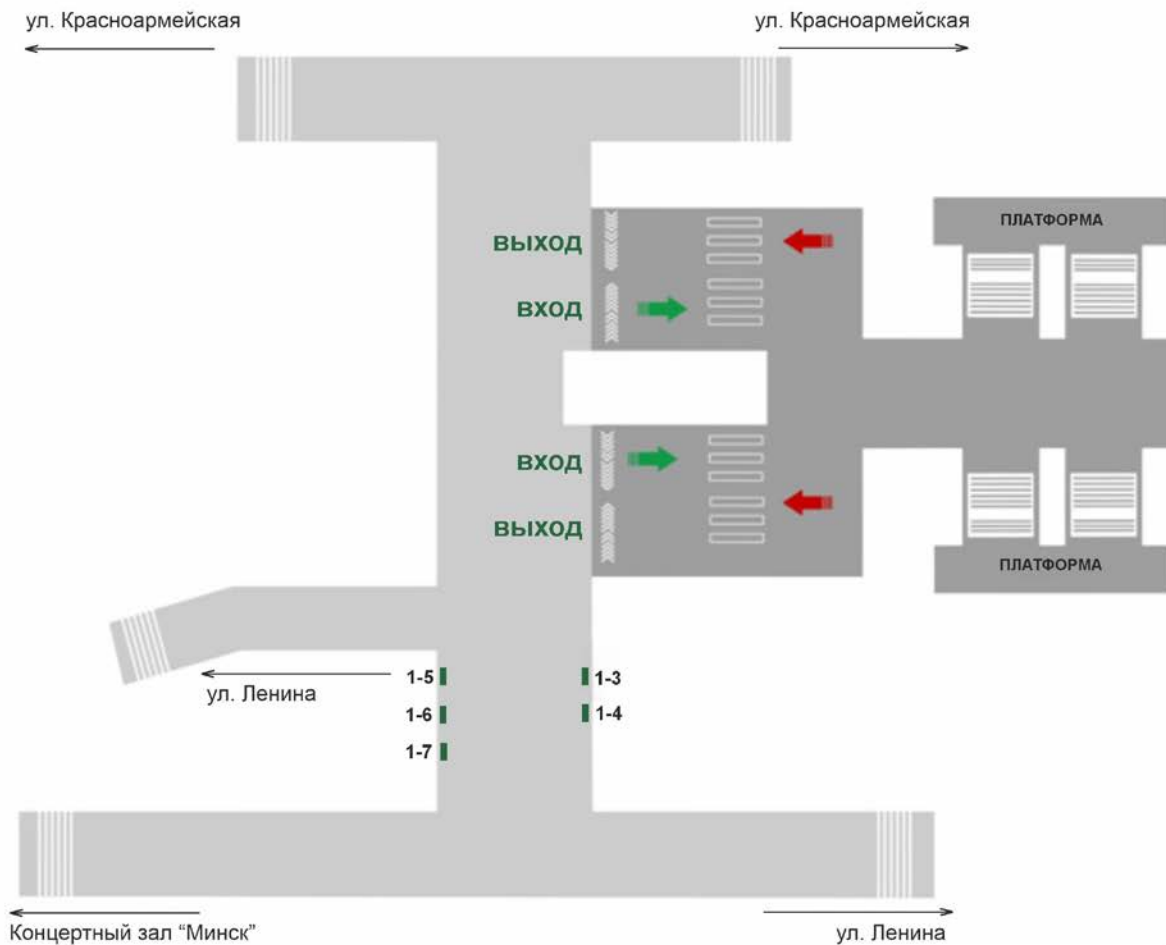 ул. Красноармейская
ул. Красноармейская
ПЛАТФОРМА
ВЫХОД
ВХОД
ВХОД
ВЫХОД
ПЛАТФОРМА
1-5
1-3
ул. Ленина
1-6
1-4
1-7
Концертный зал “Минск”
ул. Ленина